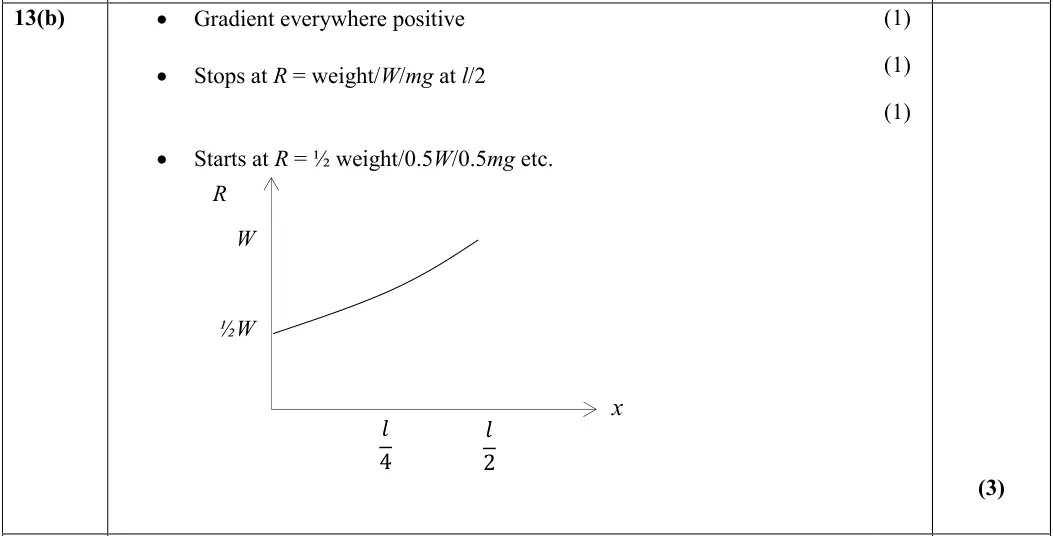 13(b)
• Gradient everywhere positive (1)
• Stops at R = weight/W/mg at l/2 (1)
(1)
• Starts at R = ½ weight/0.5W/0.5mg etc.
R
W
½W
x
l/4 l/2
(3)